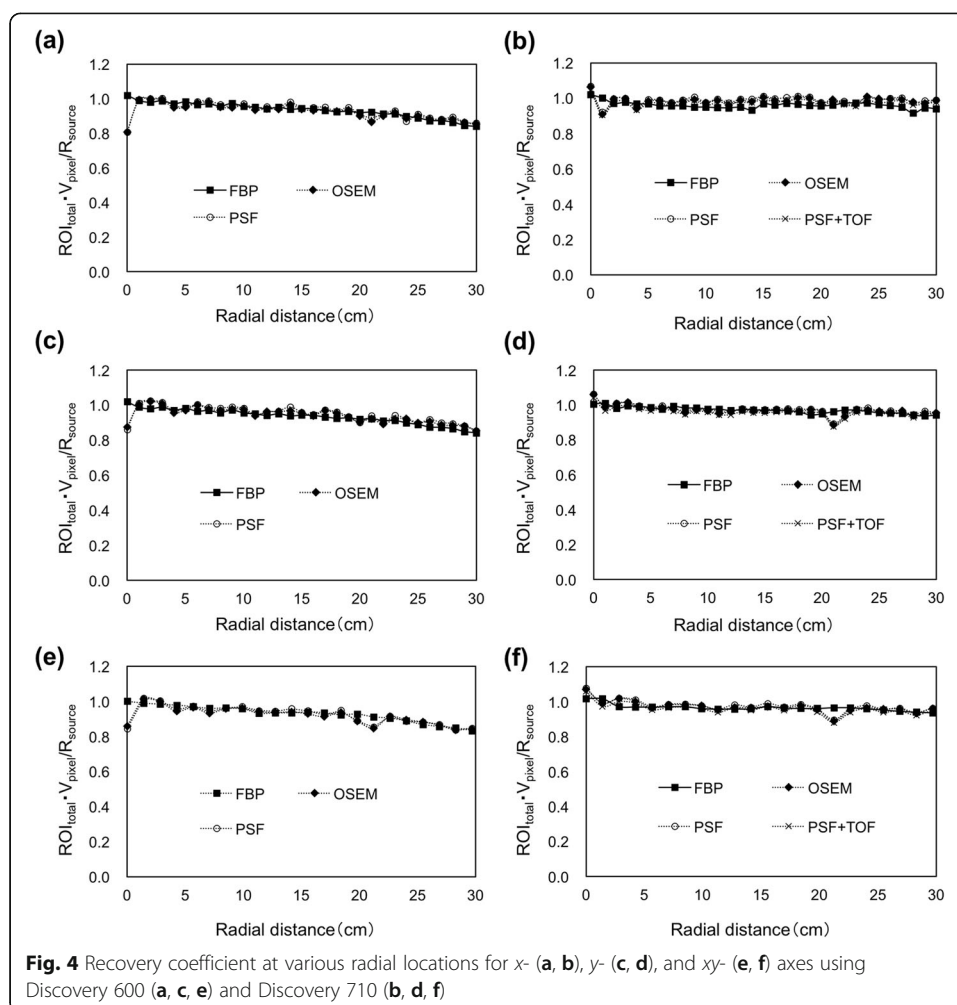 (a)
1.2
1.0
0.8
0.6
0.4
0.2
0.0
ROItotal・Vpixel/Rsource
FBP OSEM
PSF
0 5 10 15 20 25 30
Radial distance(cm)
(b)
1.2
1.0
0.8
0.6
0.4
0.2
0.0
ROItotal・Vpixel/Rsource
FBP OSEM
PSF PSF+TOF
0 5 10 15 20 25 30
Radial distance(cm)
(c)
1.2
1.0
0.8
0.6
0.4
0.2
0.0
ROItotal・Vpixel/Rsource
FBP OSEM
PSF
0 5 10 15 20 25 30
Radial distance(cm)
(d)
1.2
1.0
0.8
0.6
0.4
0.2
0.0
ROItotal・Vpixel/Rsource
FBP OSEM
PSF PSF+TOF
0 5 10 15 20 25 30
Radial distance(cm)
(e)
1.2
1.0
0.8
0.6
0.4
0.2
0.0
ROItotal・Vpixel/Rsource
FBP OSEM
PSF
0 5 10 15 20 25 30
Radial distance(cm)
(f)
1.2
1.0
0.8
0.6
0.4
0.2
0.0
ROItotal・Vpixel/Rsource
FBP OSEM
PSF PSF+TOF
0 5 10 15 20 25 30
Radial distance(cm)
Fig. 4 Recovery coefficient at various radial locations for x- (a, b), y- (c, d), and xy- (e, f) axes using
Discovery 600 (a, c, e) and Discovery 710 (b, d, f)